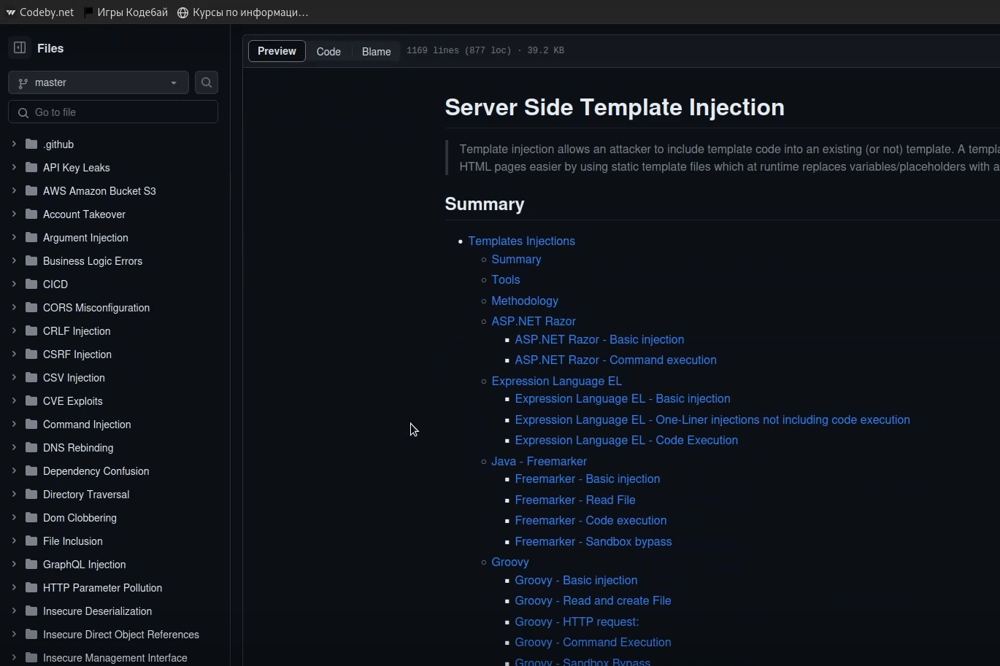 Codeby.net Игры Кодебай Курсы по информаци...
Files
master
Go to file
.github
API Key Leaks
AWS Amazon Bucket S3
Account Takeover
Argument Injection
Business Logic Errors
CICD
CORS Misconfiguration
CRLF Injection
CSRF Injection
CSV Injection
CVE Exploits
Command Injection
DNS Rebinding
Dependency Confusion
Directory Traversal
Dom Clobbering
File Inclusion
GraphQL Injection
HTTP Parameter Pollution
Insecure Deserialization
Insecure Direct Object References
Insecure Management Interface
Preview Code Blame 1169 lines (877 loc) · 39.2 KB
Server Side Template Injection
Template injection allows an attacker to include template code into an existing (or not) template. A templa
HTML pages easier by using static template files which at runtime replaces variables/placeholders with a
Summary
Templates Injections
Summary
Tools
Methodology
ASP.NET Razor
ASP.NET Razor - Basic injection
ASP.NET Razor - Command execution
Expression Language EL
Expression Language EL - Basic injection
Expression Language EL - One-Liner injections not including code execution
Expression Language EL - Code Execution
Java - Freemarker
Freemarker - Basic injection
Freemarker - Read File
Freemarker - Code execution
Freemarker - Sandbox bypass
Groovy
Groovy - Basic injection
Groovy - Read and create File
Groovy - HTTP request:
Groovy - Command Execution
Groovy - Sandbox Bypass